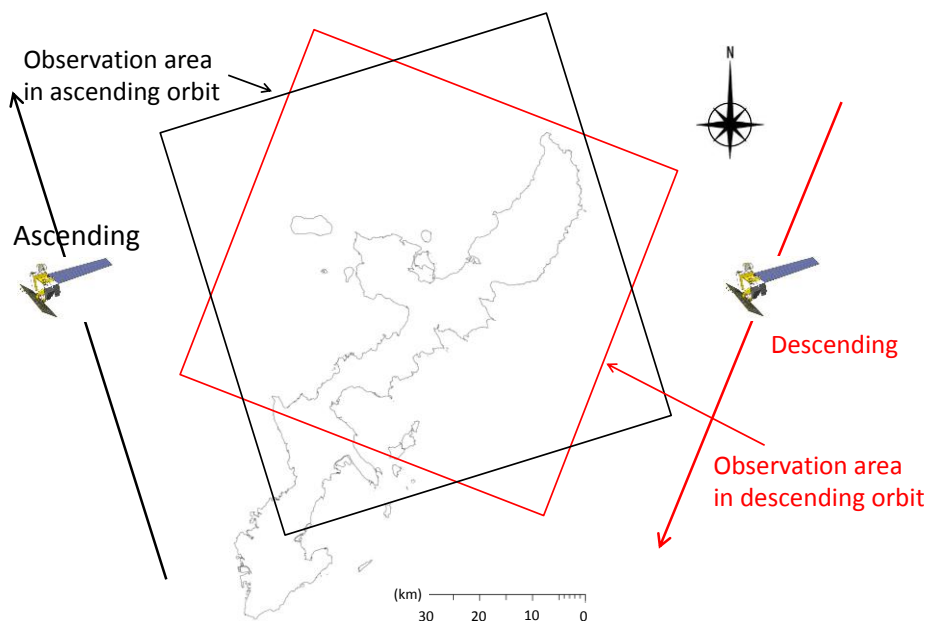 Observation area
in ascending orbit
N
Ascending
Descending
Observation area
in descending orbit
(km)
30 20 10 0